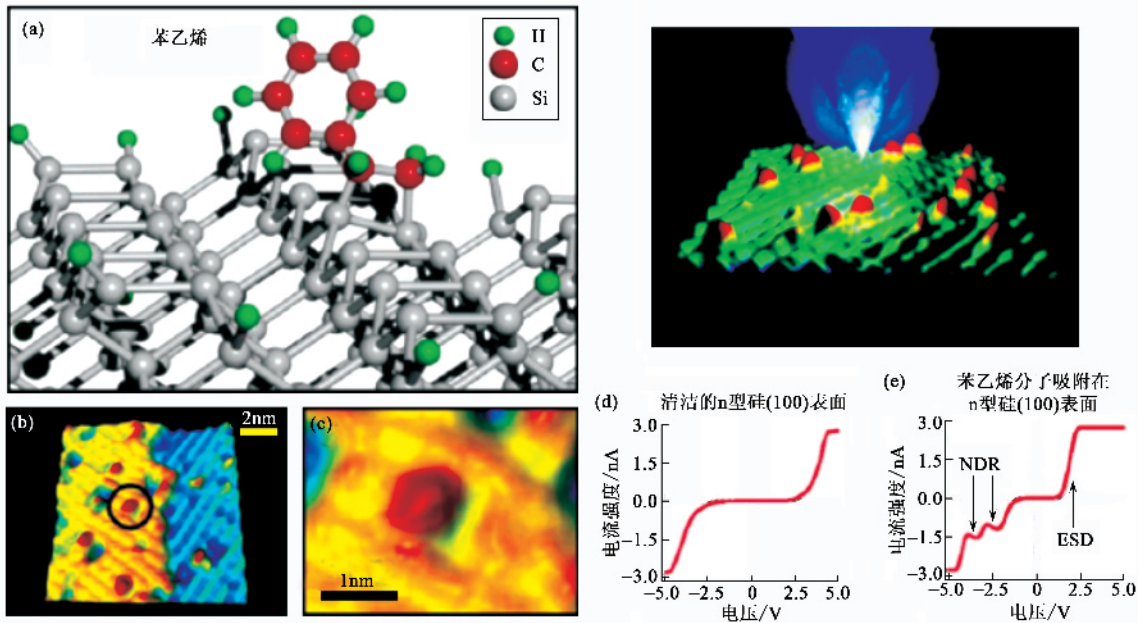 (a)
苯乙烯
H
C
Si
(b)
2nm
(c)
1nm
(d)
清洁的n型硅(100)表面
电流强度/nA
3.0
1.5
0.0
−1.5
−3.0
−5.0
−2.5
0
2.5
5.0
电压/V
(e)
苯乙烯分子吸附在
n型硅(100)表面
电流强度/nA
3.0
1.5
0.0
−1.5
−3.0
NDR
ESD
−5.0
−2.5
0
2.5
5.0
电压/V